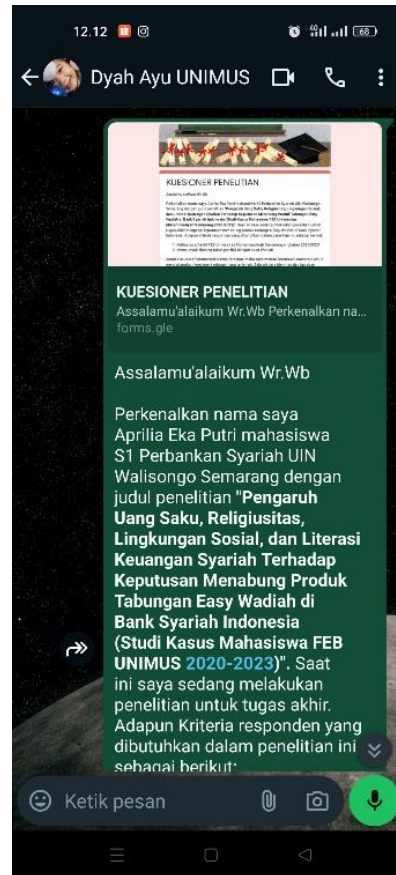 12.12
68
Dyah Ayu UNIMUS
KUESIONER PENELITIAN
KUESIONER PENELITIAN
Assalamu'alaikum Wr.Wb Perkenalkan na...
forms.gle
Assalamu'alaikum Wr.Wb
Perkenalkan nama saya
Aprilia Eka Putri mahasiswa
S1 Perbankan Syariah UIN
Walisongo Semarang dengan
judul penelitian "Pengaruh
Uang Saku, Religiusitas,
Lingkungan Sosial, dan Literasi
Keuangan Syariah Terhadap
Keputusan Menabung Produk
Tabungan Easy Wadiah di
Bank Syariah Indonesia
(Studi Kasus Mahasiswa FEB
UNIMUS 2020-2023)". Saat
ini saya sedang melakukan
penelitian untuk tugas akhir.
Adapun Kriteria responden yang
dibutuhkan dalam penelitian ini
sebagai berikut:
Ketik pesan